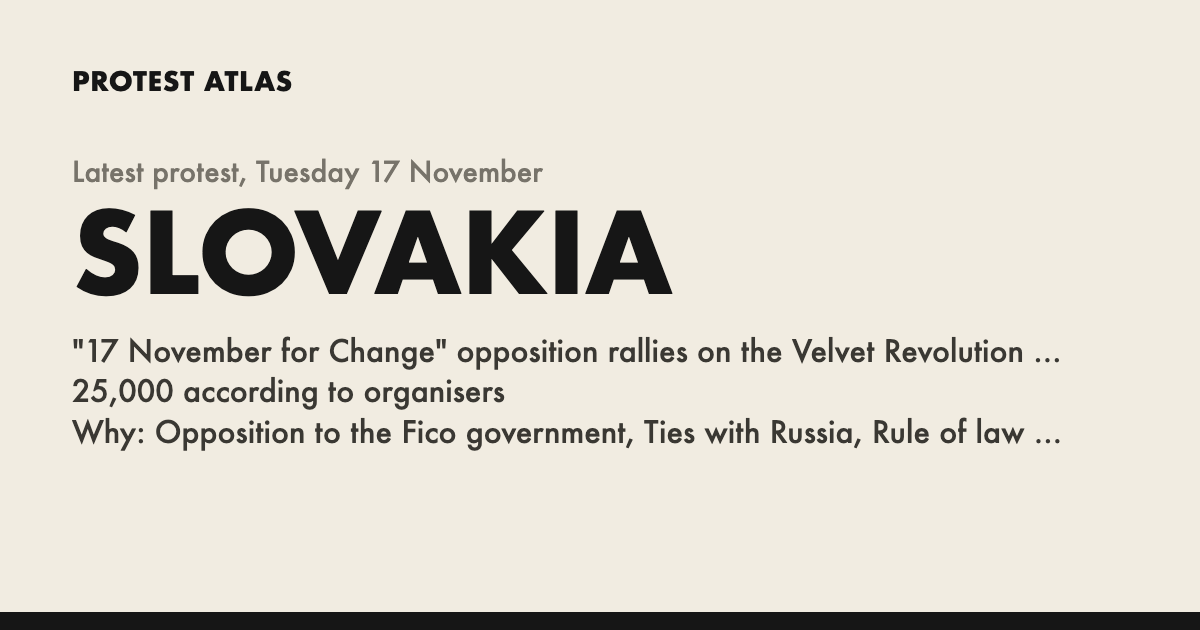 PROTEST ATLAS
Latest protest, Tuesday 17 November
SLOVAKIA
"17 November for Change" opposition rallies on the Velvet Revolution ...
25,000 according to organisers
Why: Opposition to the Fico government, Ties with Russia, Rule of law ...